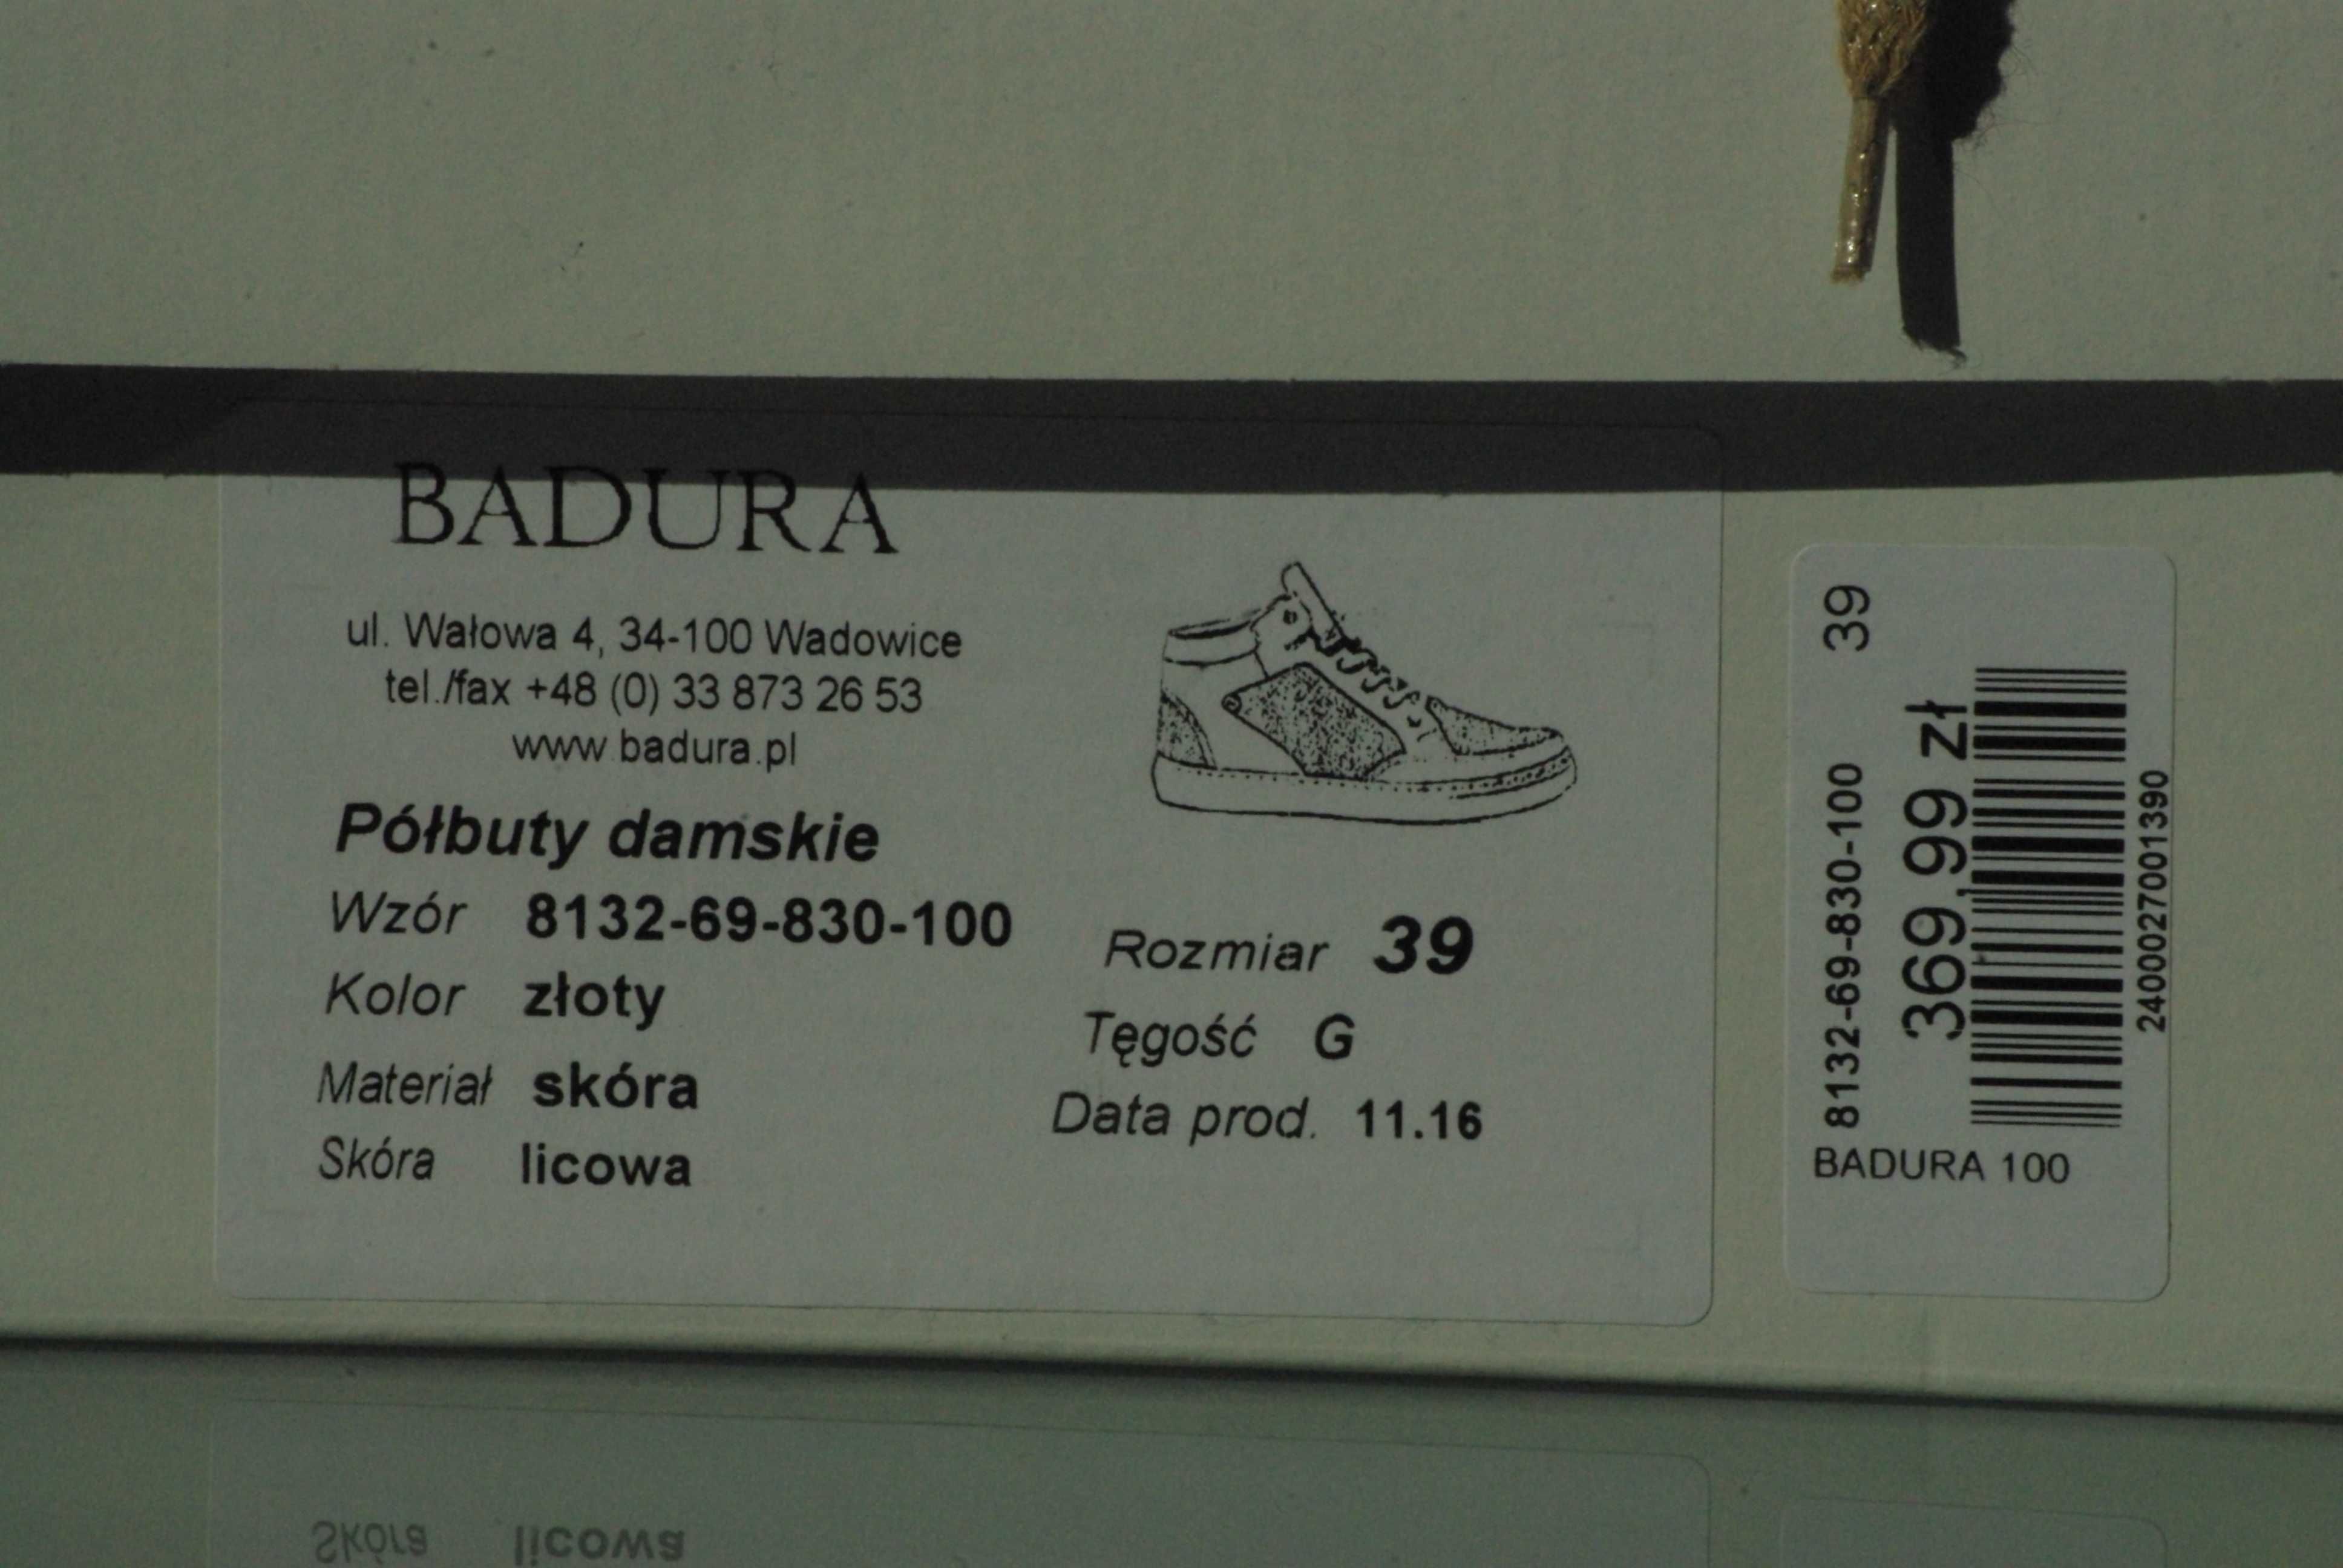 BADURA
ul. Wałowa 4, 34-100 Wadowice
tel./fax +48 (0) 33 873 26 53
www.badura.pl
Półbuty damskie
Wzór 8132-69-830-100
Kolor złoty
Materiał skóra
Skóra licowa
Rozmiar 39
Tęgość G
Data prod. 11.16
8132-69-830-100 39
369,99 zł
2400027001390
BADURA 100
Skóra licowa